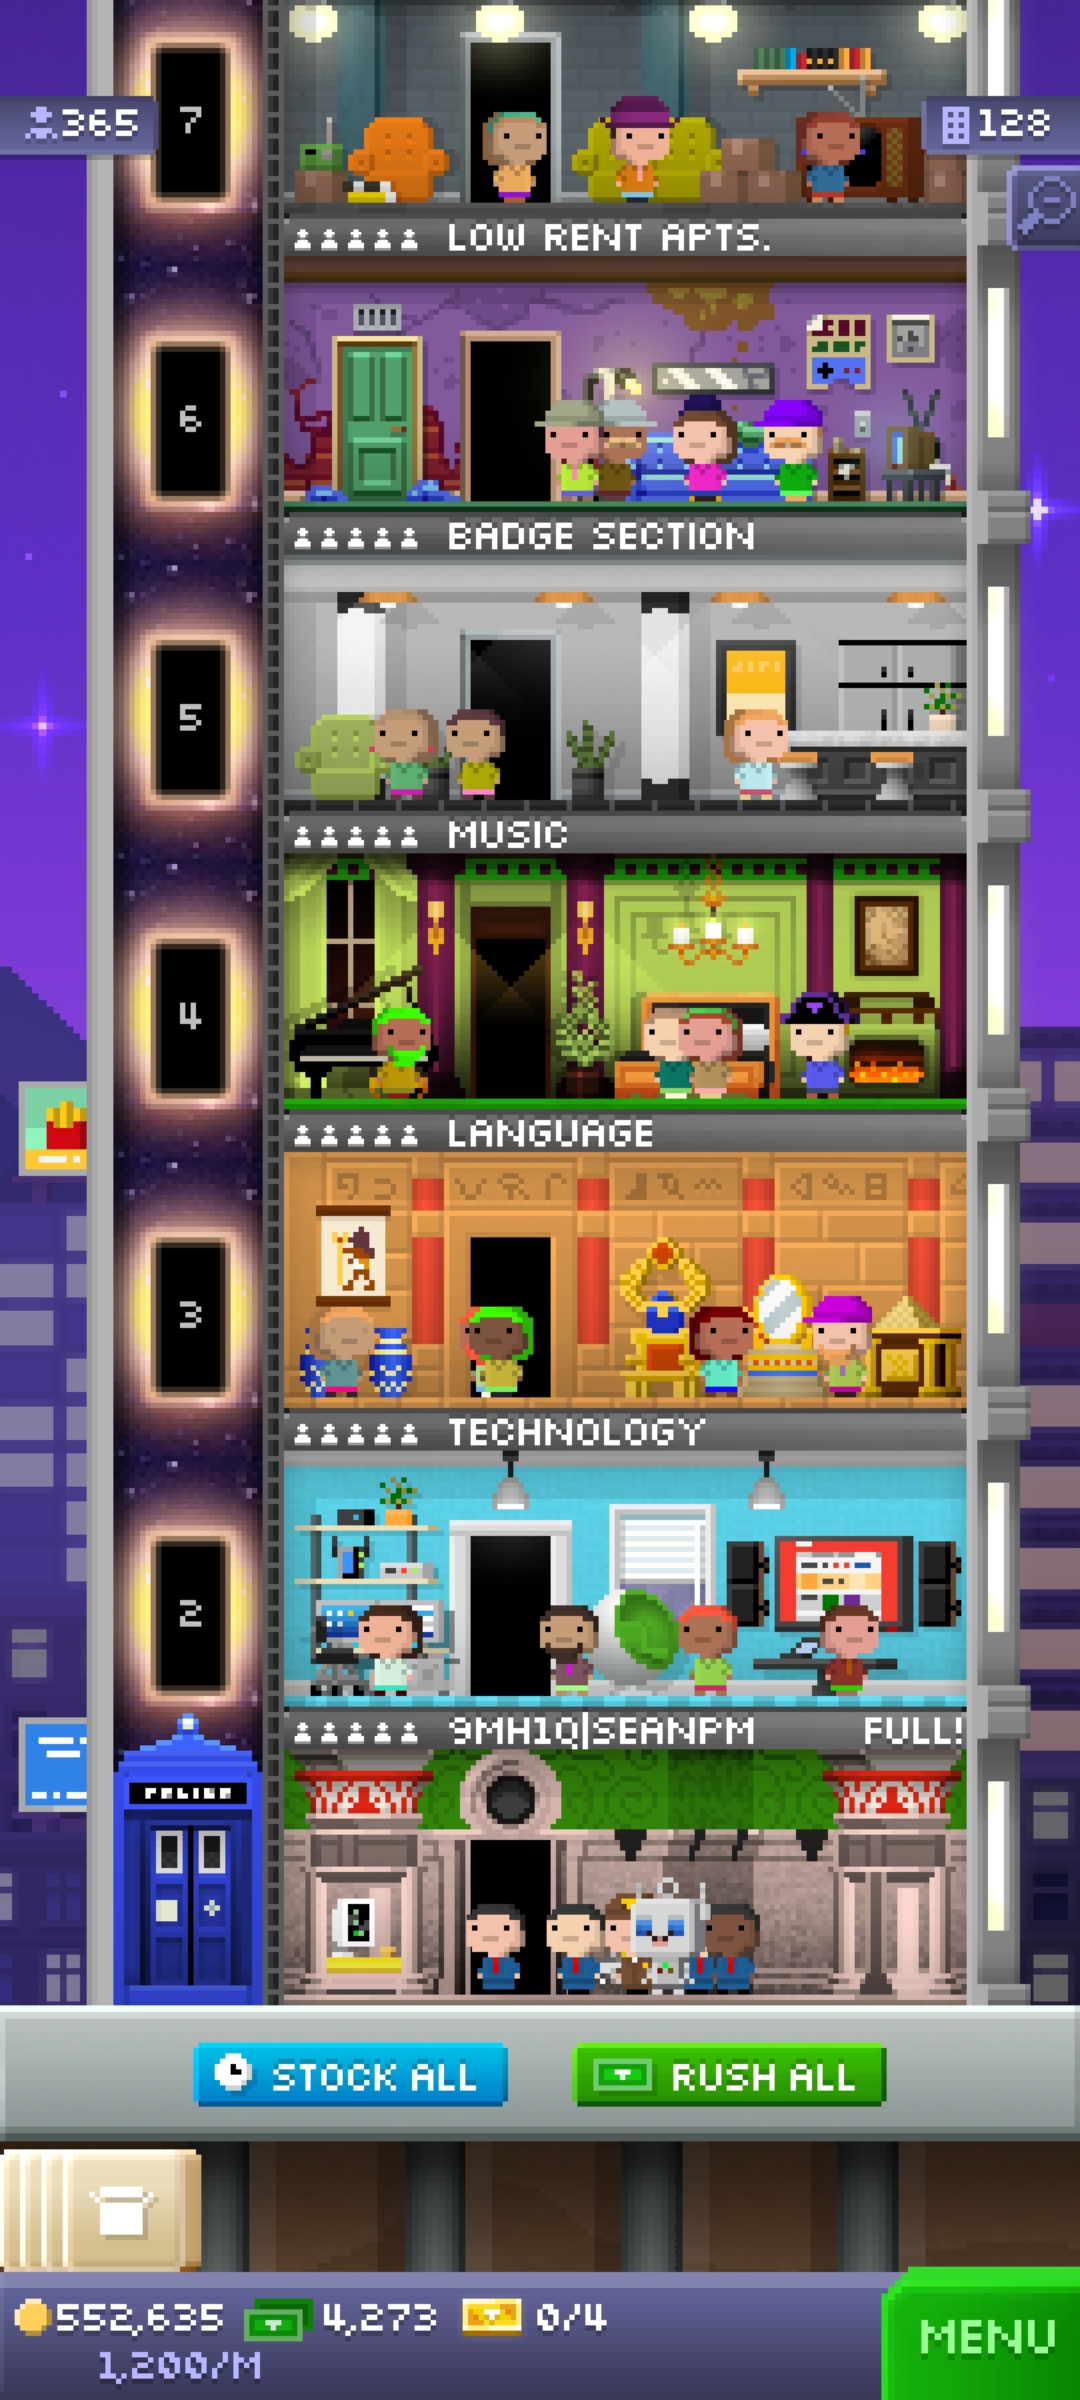 7
365
128
LOW RENT APTS.
6
BADGE SECTION
5
MUSIC
4
LANGUAGE
3
TECHNOLOGY
2
9MH1Q|SEANPM FULL!
POLICE
STOCK ALL
RUSH ALL
552,635 4,273 0/4
1,200/M
MENU